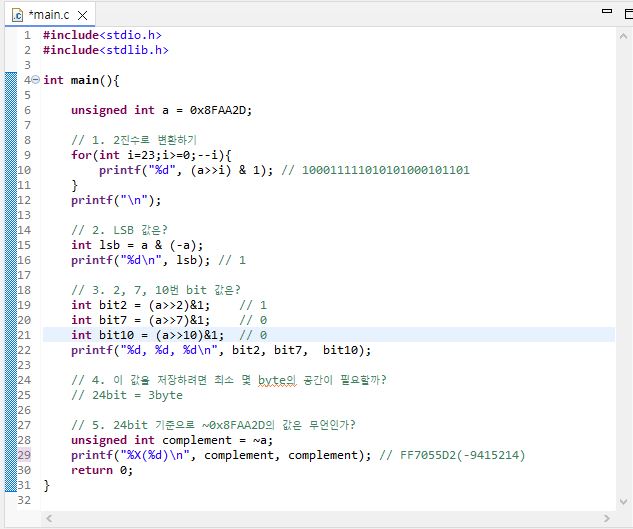 *main.c
1 #include<stdio.h>
2 #include<stdlib.h>
3
4 int main(){
5
6 unsigned int a = 0x8FAA2D;
7
8 // 1. 2진수로 변환하기
9 for(int i=23;i>=0;--i){
10 printf("%d", (a>>i) & 1); // 100011111010101000101101
11 }
12 printf("\n");
13
14 // 2. LSB 값은?
15 int lsb = a & (-a);
16 printf("%d\n", lsb); // 1
17
18 // 3. 2, 7, 10번 bit 값은?
19 int bit2 = (a>>2)&1; // 1
20 int bit7 = (a>>7)&1; // 0
21 int bit10 = (a>>10)&1; // 0
22 printf("%d, %d, %d\n", bit2, bit7, bit10);
23
24 // 4. 이 값을 저장하려면 최소 몇 byte의 공간이 필요할까?
25 // 24bit = 3byte
26
27 // 5. 24bit 기준으로 ~0x8FAA2D의 값은 무언인가?
28 unsigned int complement = ~a;
29 printf("%X(%d)\n", complement, complement); // FF7055D2(-9415214)
30 return 0;
31 }
32